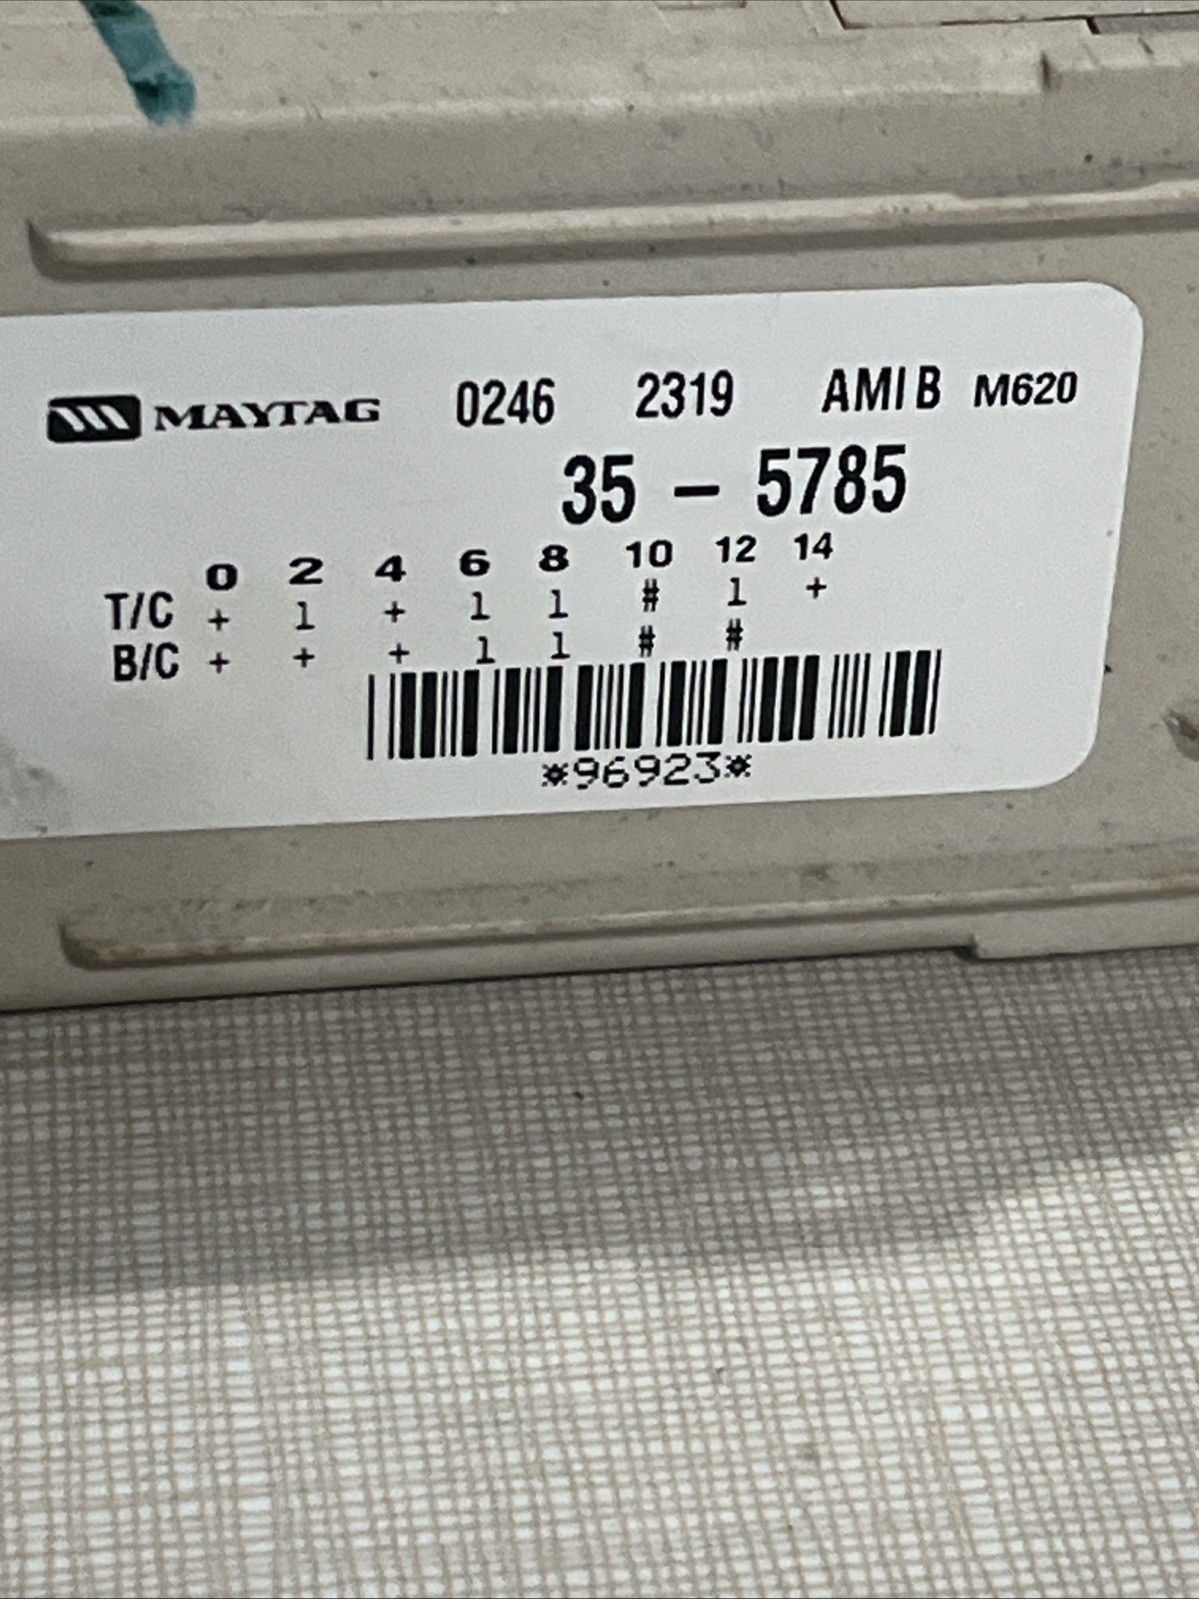 MAYTAG 0246 2319 AMI B M620
35 - 5785
0 2 4 6 8 10 12 14
T/C + 1 + 1 1 # 1 +
B/C + + + 1 1 # #
*96923*